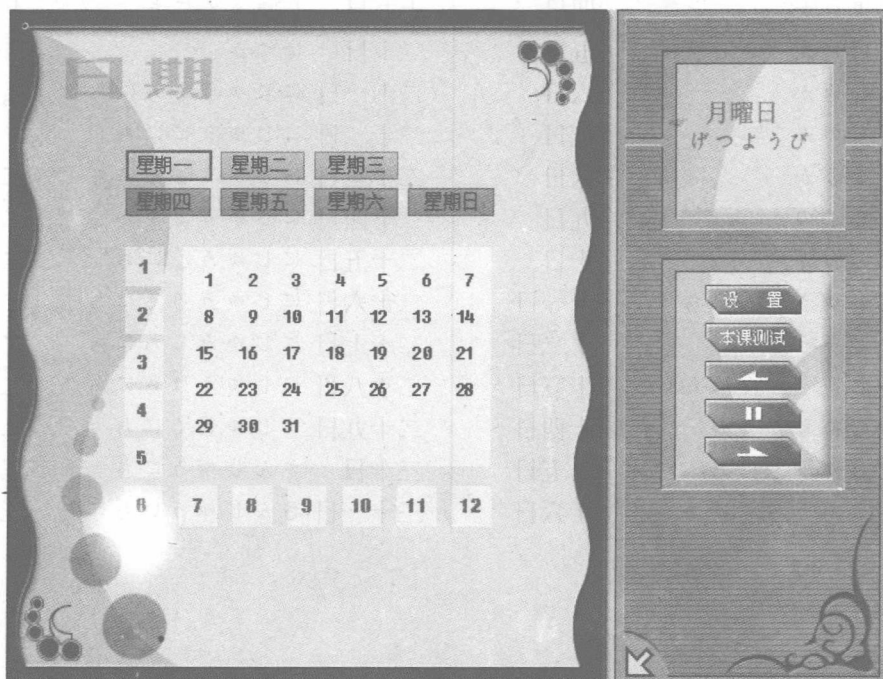 日期
星期一 星期二 星期三
星期四 星期五 星期六 星期日
1
2
3
4
5
6 7 8 9 10 11 12
1 2 3 4 5 6 7
8 9 10 11 12 13 14
15 16 17 18 19 20 21
22 23 24 25 26 27 28
29 30 31
月曜日
げつようび
设 置
本课测试